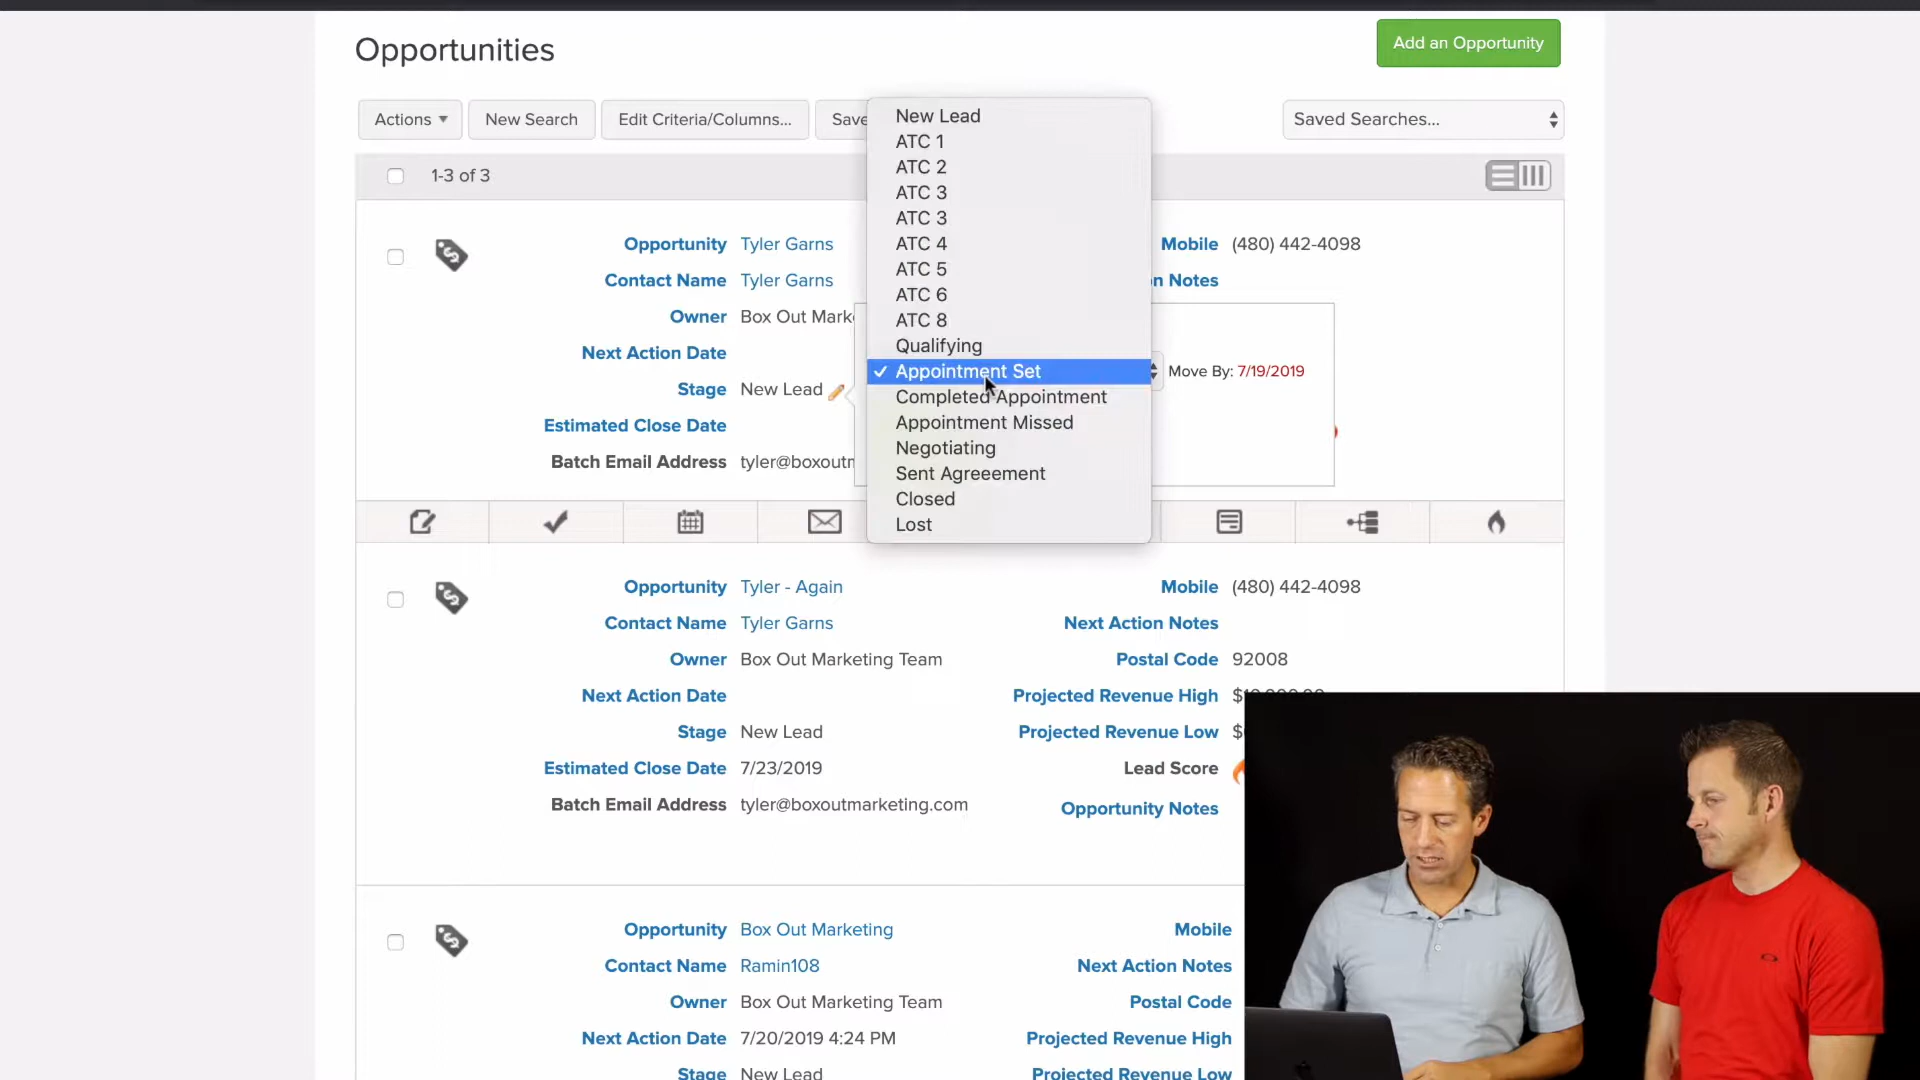 Opportunities
Add an Opportunity
Actions
New Search
Edit Criteria/Columns...
Save
Saved Searches...
1-3 of 3
New Lead
ATC 1
ATC 2
ATC 3
ATC 3
ATC 4
ATC 5
ATC 6
ATC 8
Qualifying
✓ Appointment Set
Completed Appointment
Appointment Missed
Negotiating
Sent Agreeement
Closed
Lost
Opportunity Tyler Garns
Contact Name Tyler Garns
Owner Box Out Mark
Next Action Date
Stage New Lead
Estimated Close Date
Batch Email Address tyler@boxoutm
Mobile (480) 442-4098
n Notes
Move By: 7/19/2019
Opportunity Tyler - Again
Contact Name Tyler Garns
Owner Box Out Marketing Team
Next Action Date
Stage New Lead
Estimated Close Date 7/23/2019
Batch Email Address tyler@boxoutmarketing.com
Mobile (480) 442-4098
Next Action Notes
Postal Code 92008
Projected Revenue High $
Projected Revenue Low $
Lead Score
Opportunity Notes
Opportunity Box Out Marketing
Contact Name Ramin108
Owner Box Out Marketing Team
Next Action Date 7/20/2019 4:24 PM
Stage New Lead
Mobile
Next Action Notes
Postal Code
Projected Revenue High
Projected Revenue Low